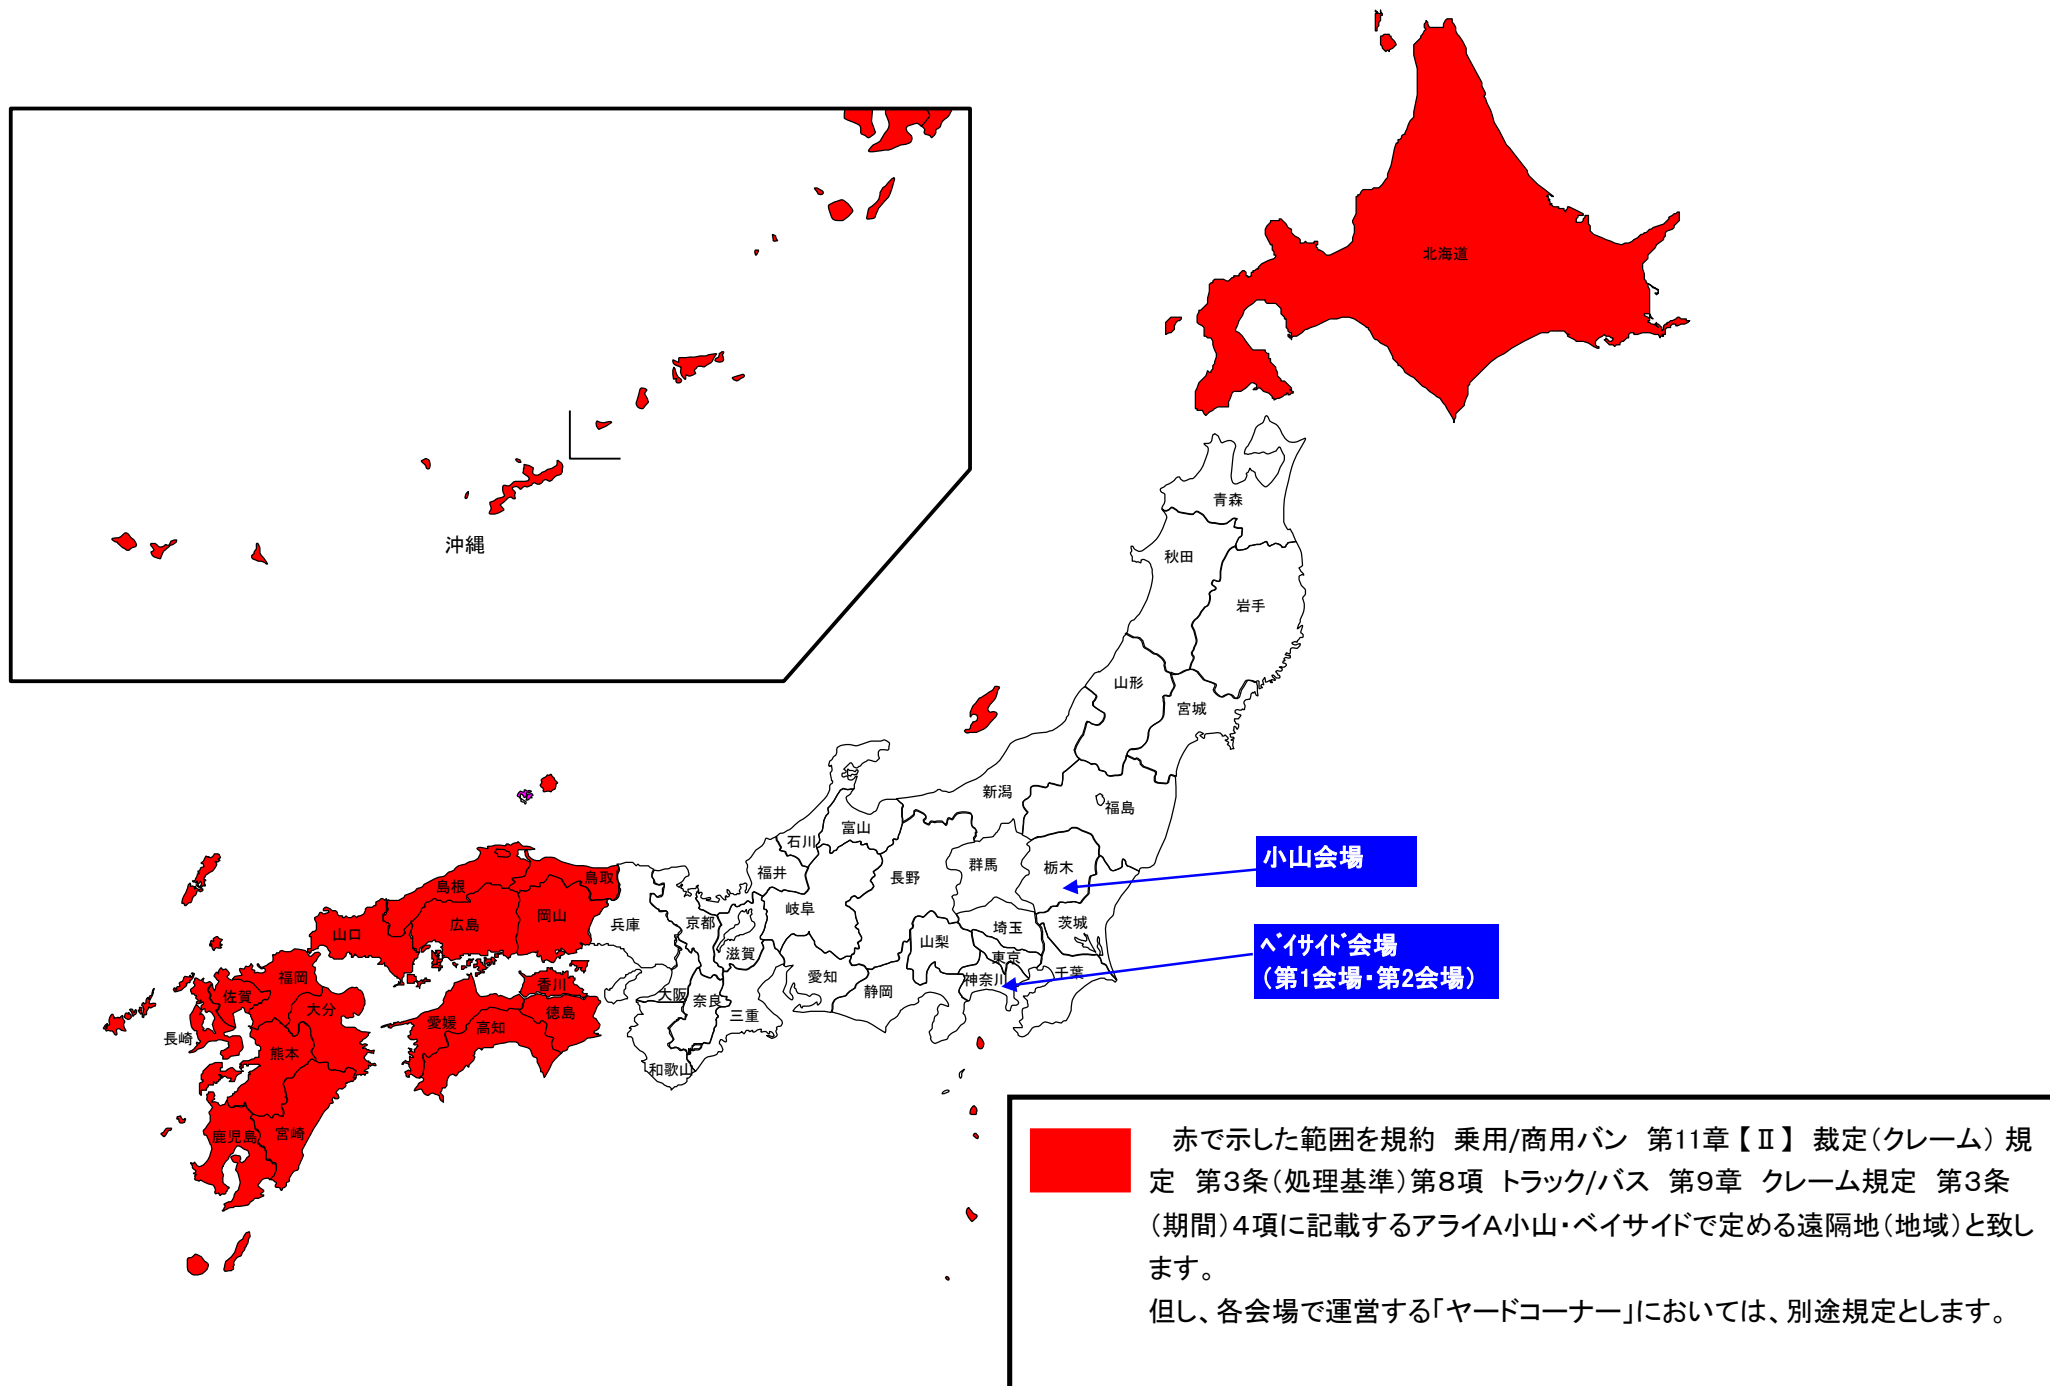 北海道
沖縄
青森
秋田
岩手
山形
宮城
新潟
福島
石川
富山
福井
岐阜
長野
群馬
栃木
小山会場
茨城
埼玉
山梨
東京
神奈川
千葉
ベイサイド会場
(第1会場・第2会場)
静岡
愛知
滋賀
京都
兵庫
大阪
奈良
三重
和歌山
鳥取
島根
岡山
広島
山口
香川
徳島
愛媛
高知
福岡
佐賀
大分
長崎
熊本
鹿児島
宮崎
赤で示した範囲を規約 乗用/商用バン 第11章【Ⅱ】 裁定(クレーム) 規
定 第3条(処理基準)第8項 トラック/バス 第9章 クレーム規定 第3条
(期間)4項に記載するアライA小山・ベイサイドで定める遠隔地(地域)と致し
ます。
但し、各会場で運営する「ヤードコーナー」においては、別途規定とします。